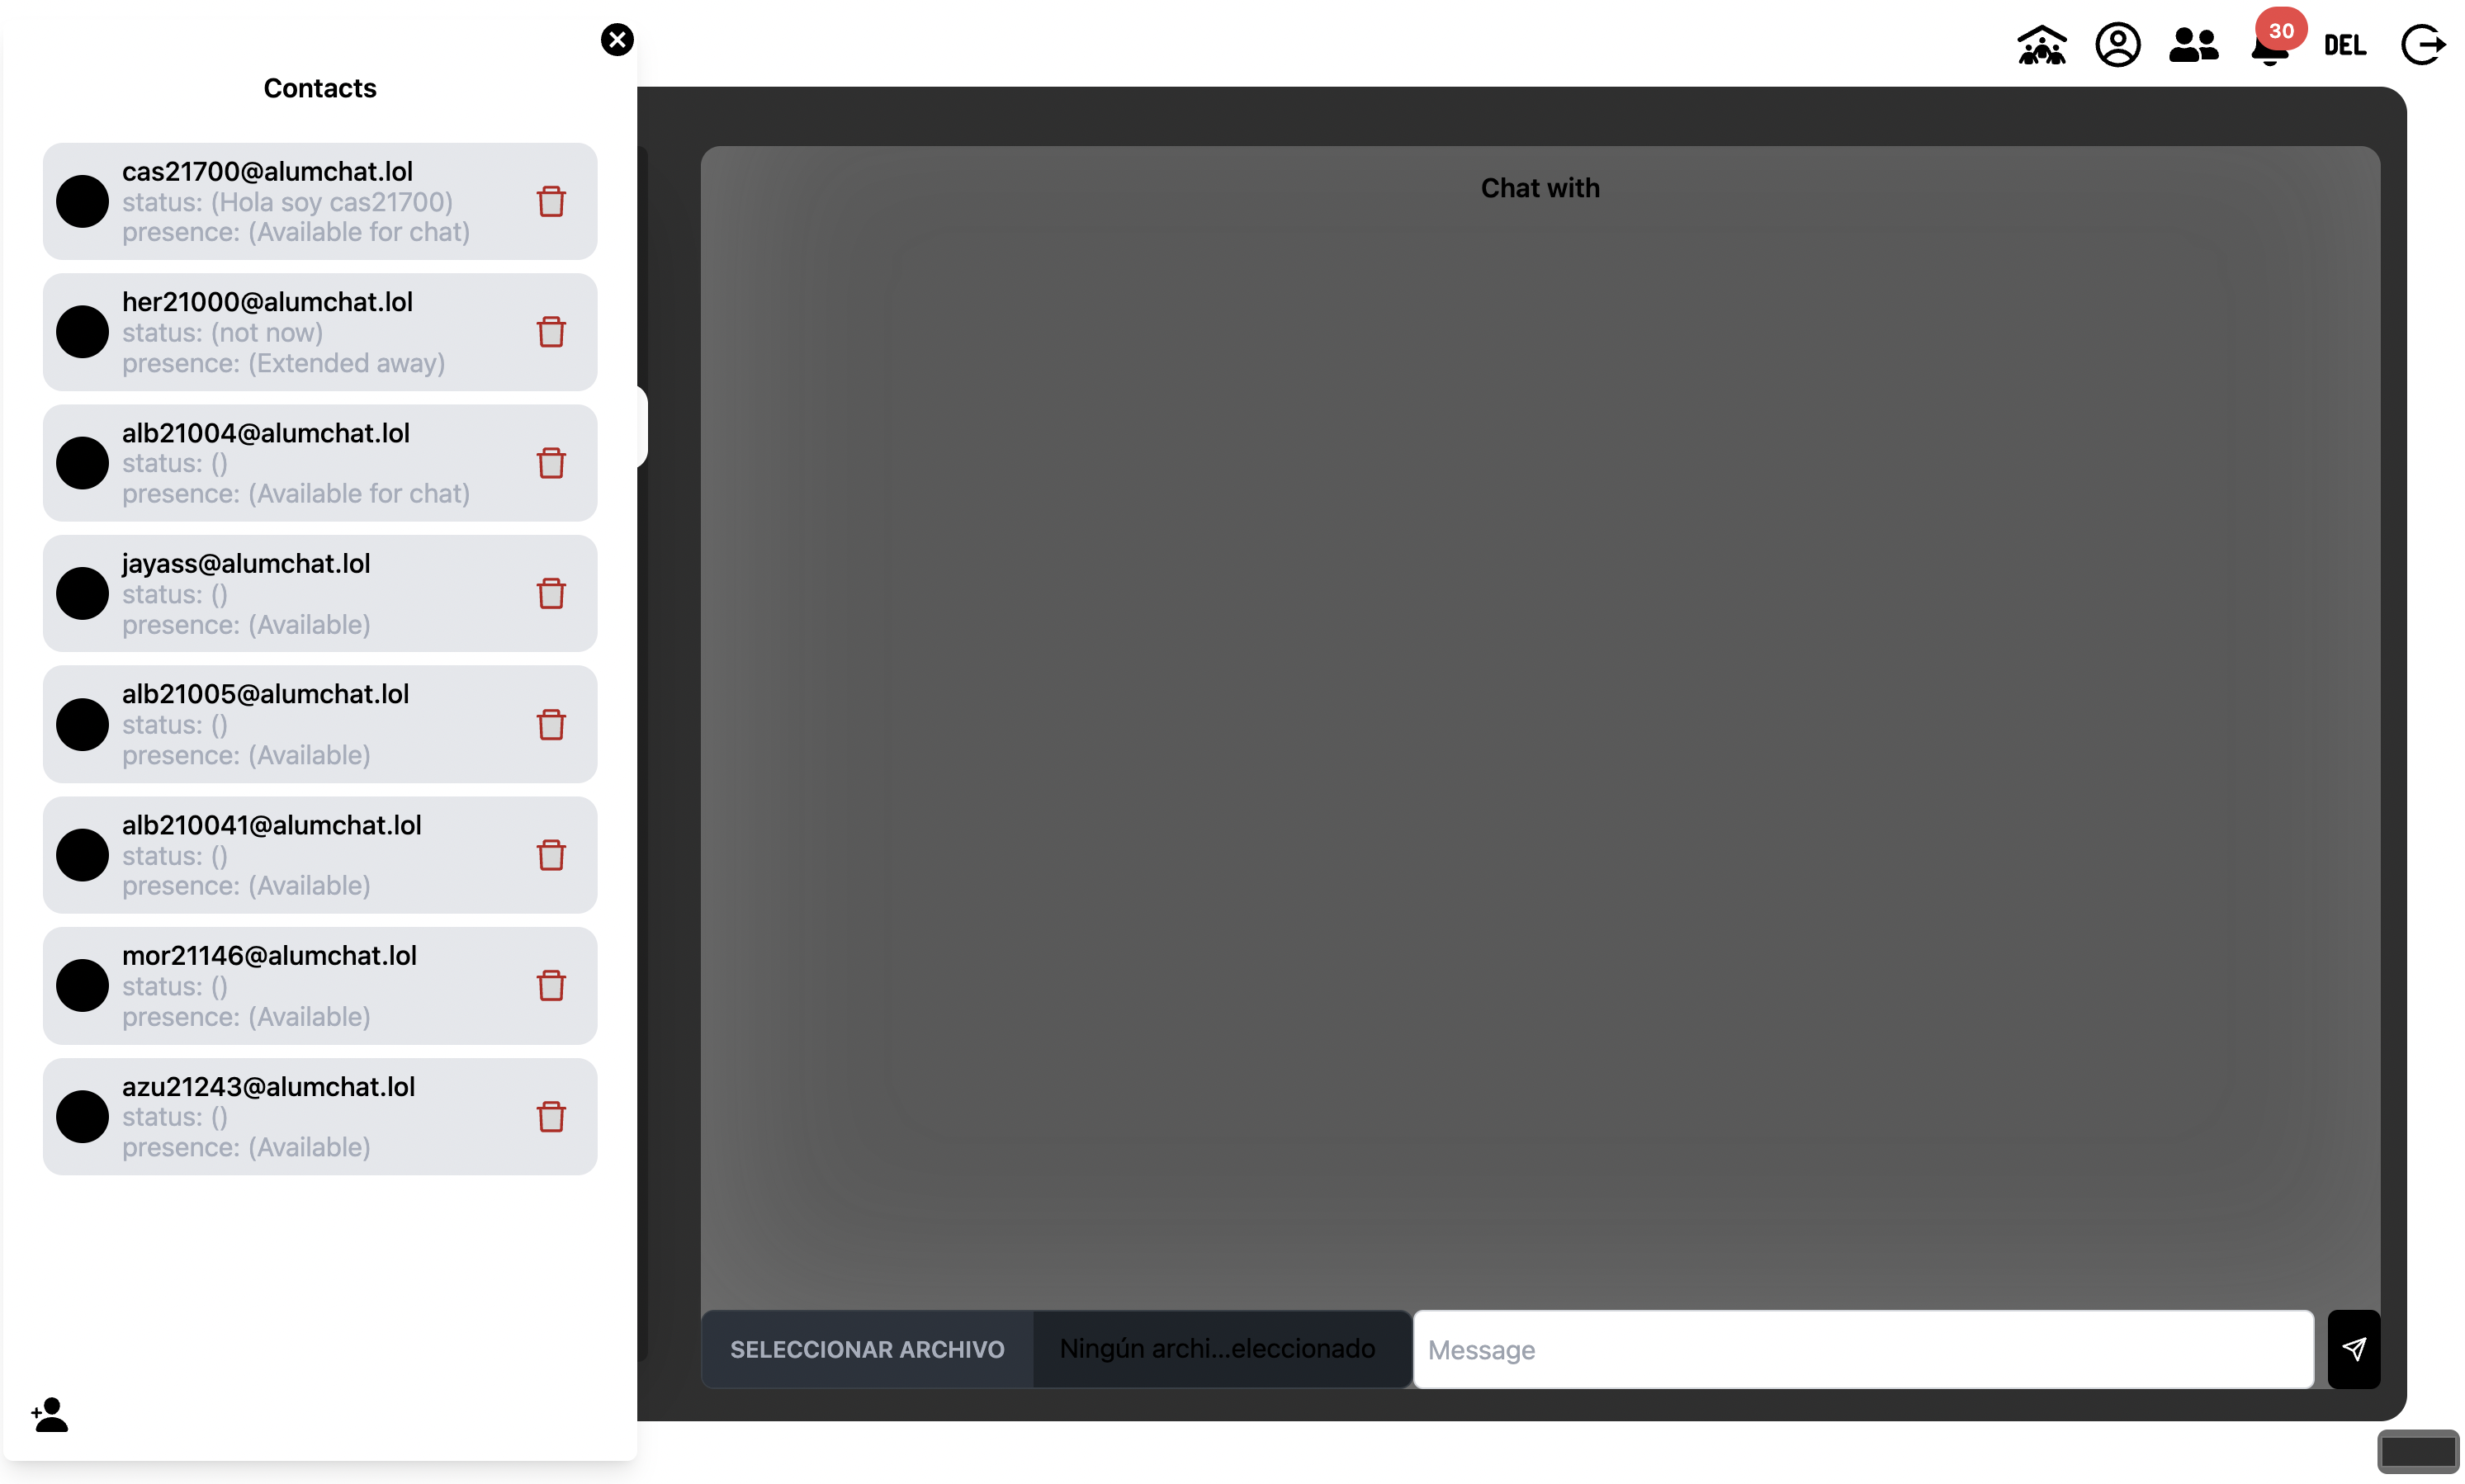 30
DEL
Contacts
cas21700@alumchat.lol
status: (Hola soy cas21700)
presence: (Available for chat)
her21000@alumchat.lol
status: (not now)
presence: (Extended away)
alb21004@alumchat.lol
status: ()
presence: (Available for chat)
jayass@alumchat.lol
status: ()
presence: (Available)
alb21005@alumchat.lol
status: ()
presence: (Available)
alb210041@alumchat.lol
status: ()
presence: (Available)
mor21146@alumchat.lol
status: ()
presence: (Available)
azu21243@alumchat.lol
status: ()
presence: (Available)
Chat with
SELECCIONAR ARCHIVO
Ningún archi...eleccionado
Message